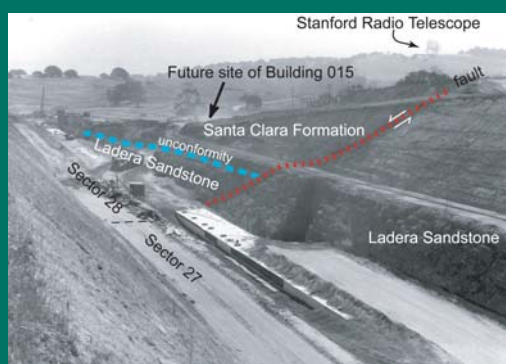 Stanford Radio Telescope
Future site of Building 015
fault
Santa Clara Formation
unconformity
Ladera Sandstone
Sector 28
Sector 27
Ladera Sandstone